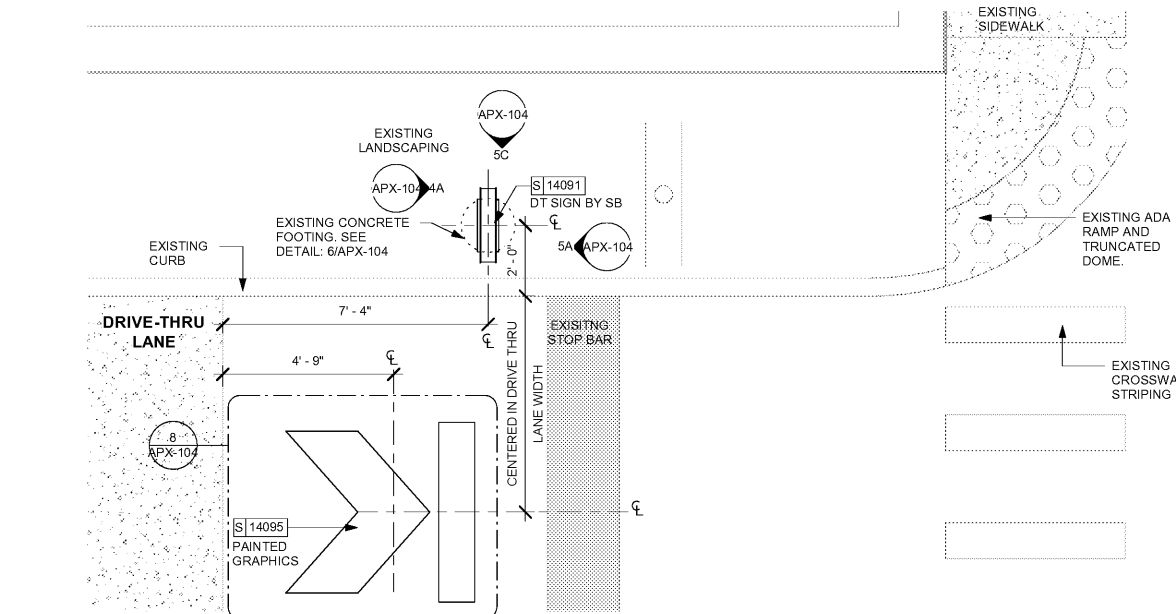 EXISTING
SIDEWALK
APX-104
5C
EXISTING
LANDSCAPING
APX-104
4A
S 14091
DT SIGN BY SB
EXISTING CONCRETE
FOOTING. SEE
DETAIL: 6/APX-104
℄
5A
APX-104
2' - 0"
EXISTING ADA
RAMP AND
TRUNCATED
DOME.
EXISTING
CURB
DRIVE-THRU
LANE
7' - 4"
℄
EXISITNG
STOP BAR
4' - 9"
℄
CENTERED IN DRIVE THRU
LANE WIDTH
EXISTING
CROSSWA
STRIPING
8
APX-104
℄
S 14095
PAINTED
GRAPHICS